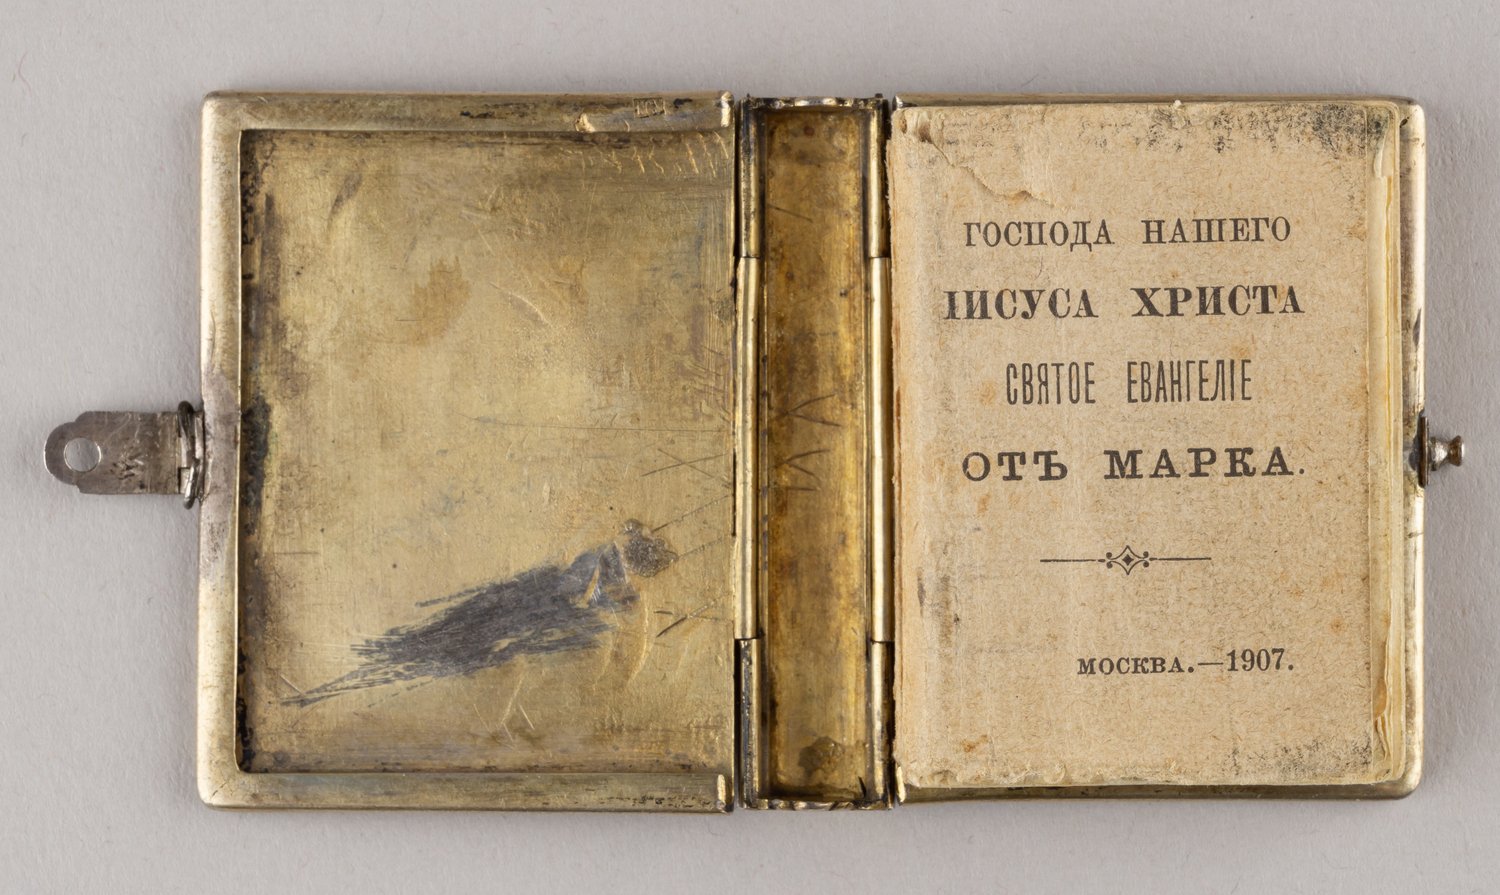 ГОСПОДА НАШЕГО
ІИСУСА ХРИСТА
СВЯТОЕ ЕВАНГЕЛІЕ
ОТЪ МАРКА.
МОСКВА.—1907.